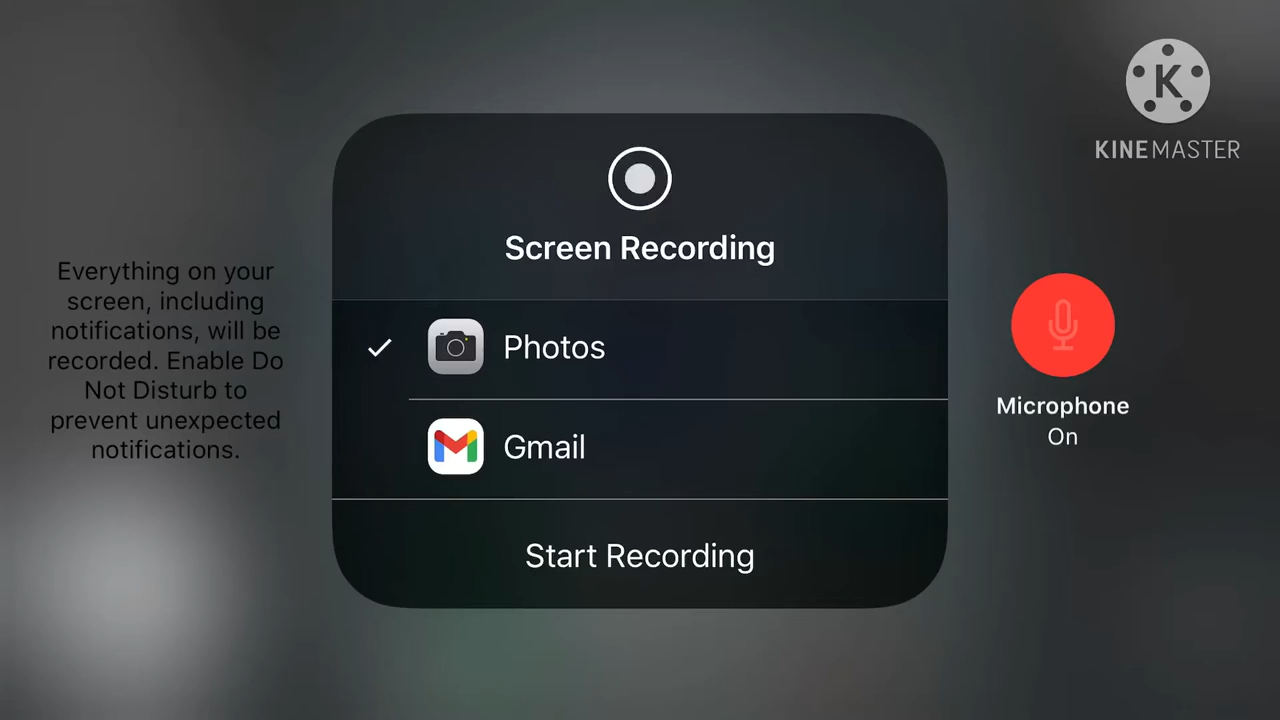 Everything on your
screen, including
notifications, will be
recorded. Enable Do
Not Disturb to
prevent unexpected
notifications.
Screen Recording
Photos
Gmail
Start Recording
K
KINEMASTER
Microphone
On